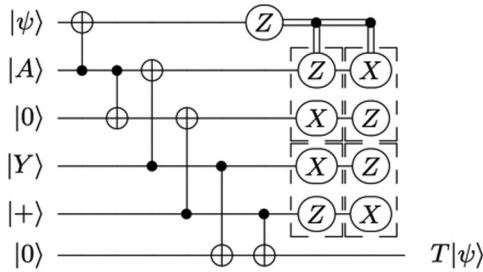 |ψ⟩ Z
|A⟩ Z X
|0⟩ X Z
|Y⟩ X Z
|+⟩ Z X
|0⟩ T|ψ⟩